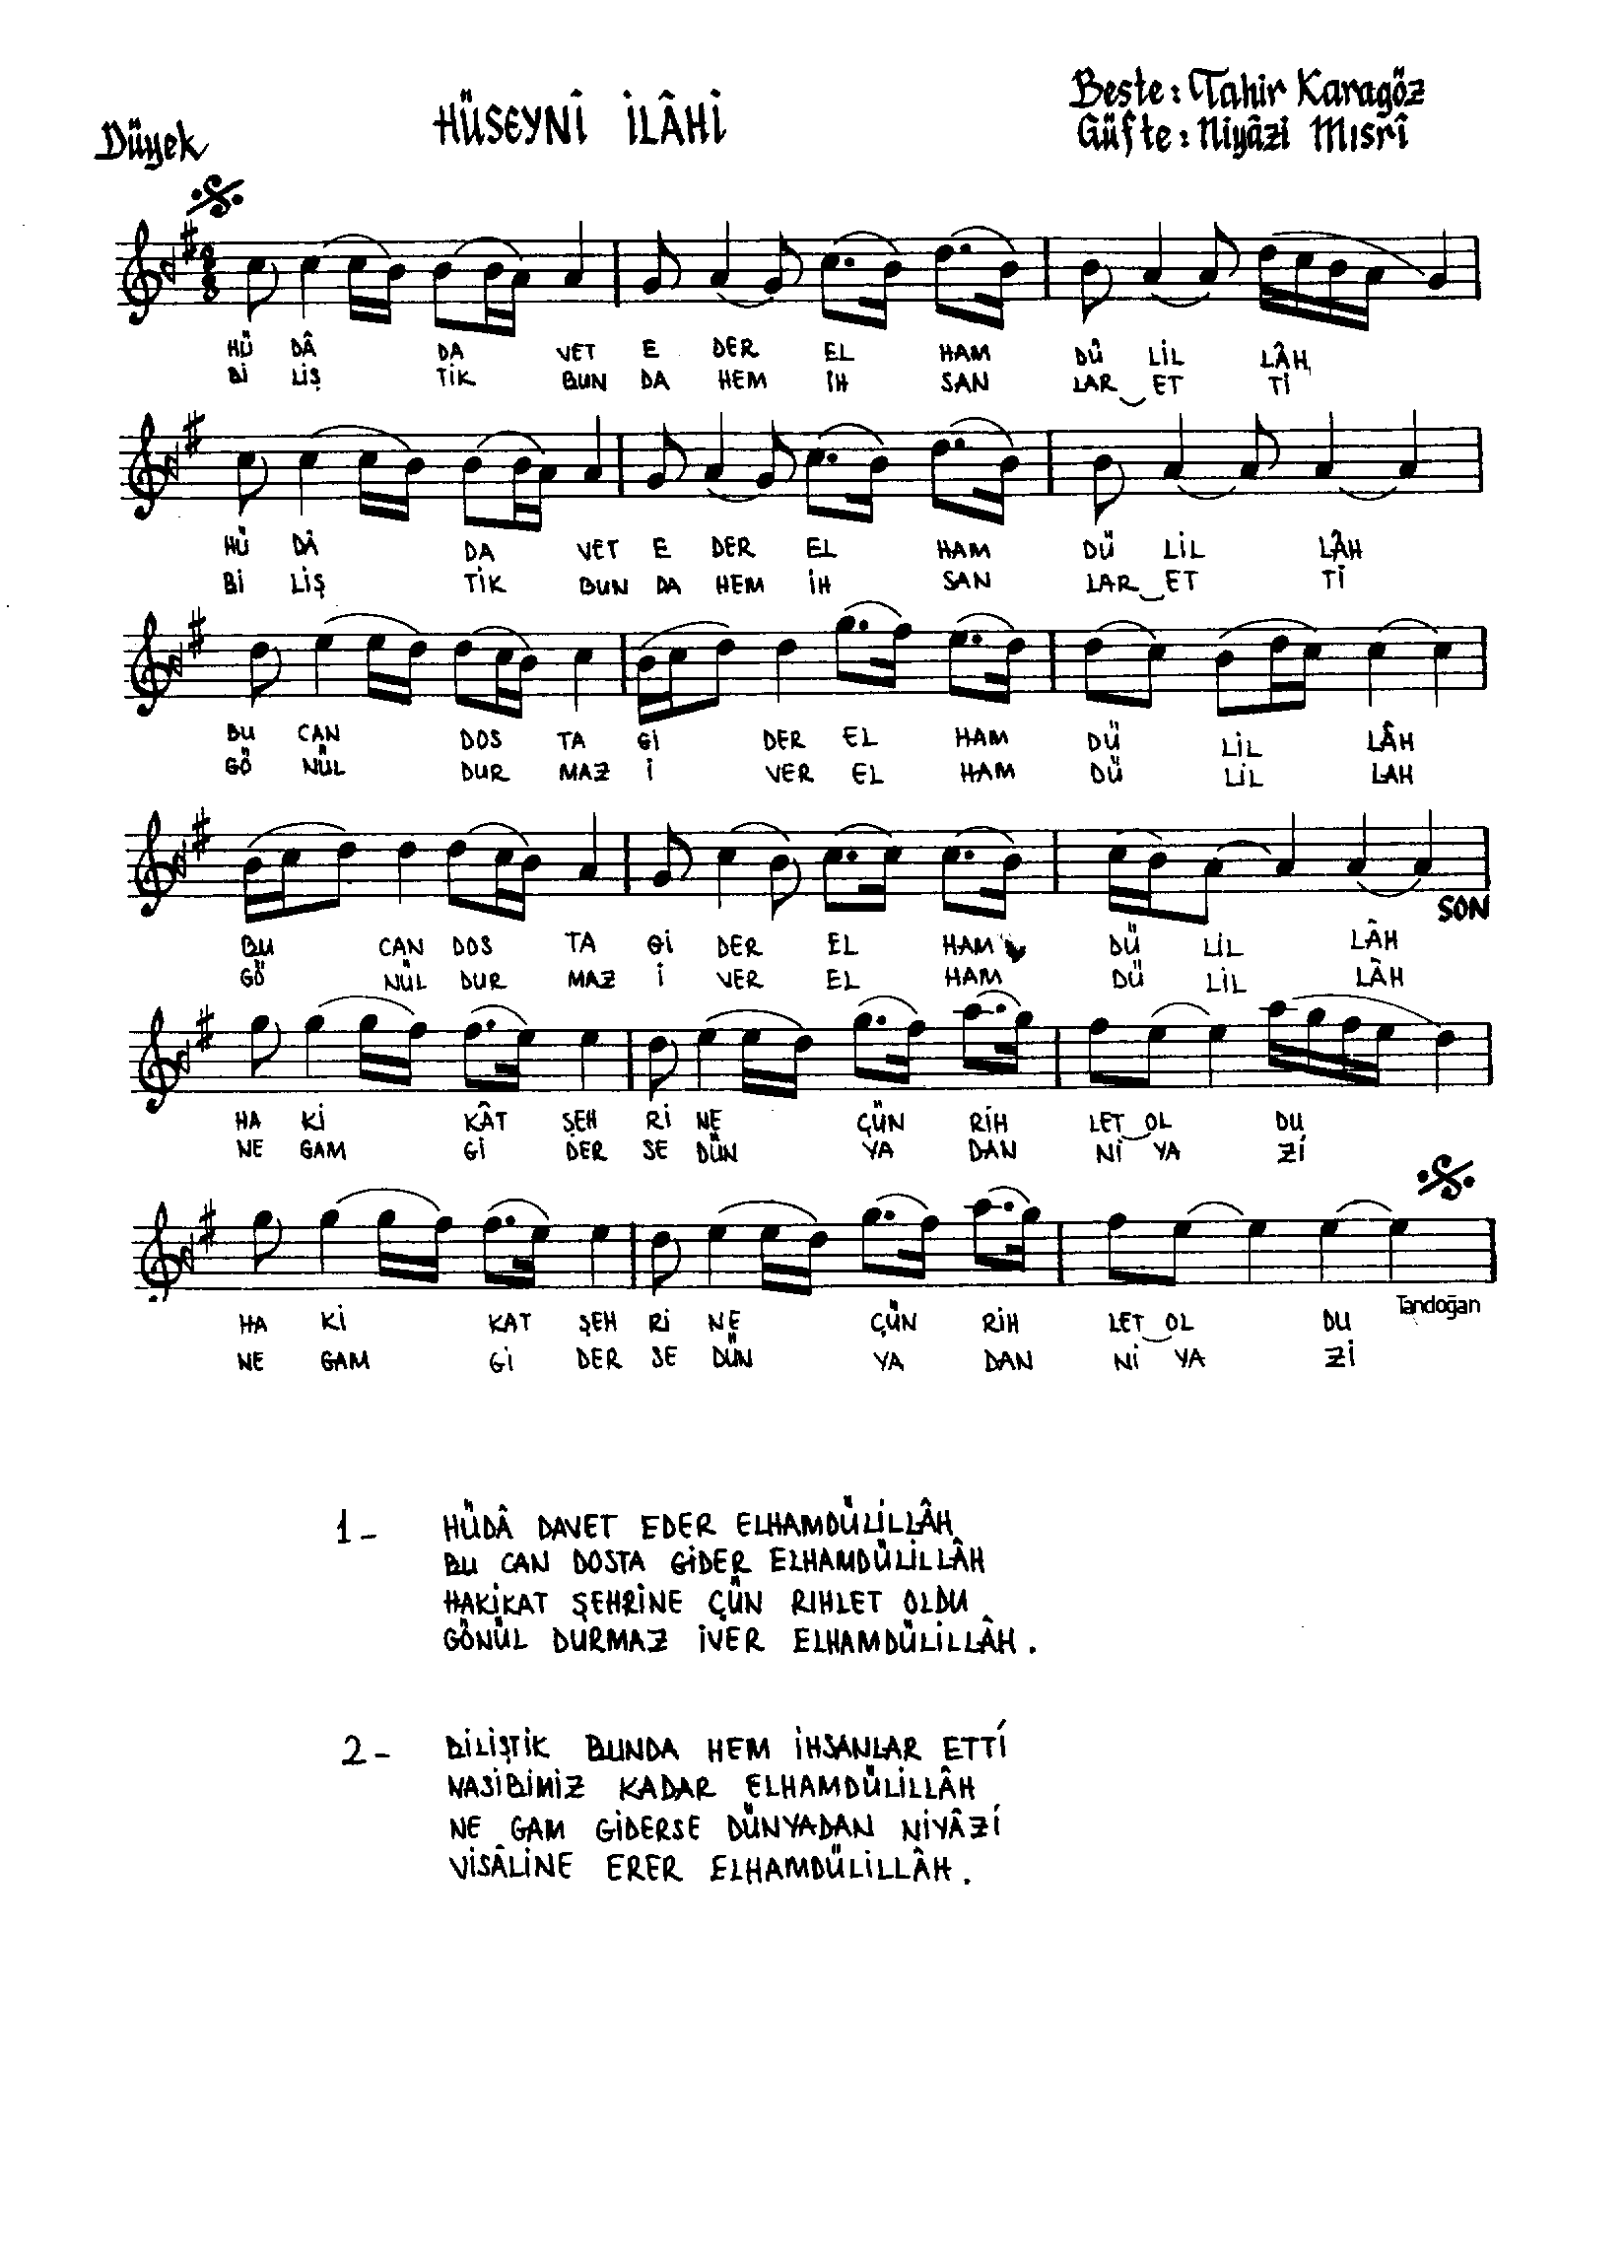 Beste: Tahir Karagöz
HÜSEYNÎ İLÂHİ
Güfte: Niyâzi Mısrî
Düyek
HÜ DÂ DA VET E DER EL HAM DÜ LİL LÂH
Bİ LİŞ TİK BUN DA HEM İH SAN LAR ET Tİ
HÜ DÂ DA VET E DER EL HAM DÜ LİL LÂH
Bİ LİŞ TİK BUN DA HEM İH SAN LAR ET Tİ
BU CAN DOS TA Gİ DER EL HAM DÜ LİL LÂH
GÖ NÜL DUR MAZ İ VER EL HAM DÜ LİL LAH
BU CAN DOS TA Gİ DER EL HAM DÜ LİL LÂH
SON
GÖ NÜL DUR MAZ İ VER EL HAM DÜ LİL LÂH
HA Kİ KÂT ŞEH Rİ NE ÇÜN RİH LET OL DU
NE GAM Gİ DER SE DÜN YA DAN Nİ YA Zİ
HA Kİ KAT ŞEH Rİ NE ÇÜN RİH LET OL DU
Tandoğan
NE GAM Gİ DER SE DÜN YA DAN Nİ YA Zİ
1- HÜDÂ DAVET EDER ELHAMDÜLİLLÂH
BU CAN DOSTA GİDER ELHAMDÜLİLLÂH
HAKİKAT ŞEHRİNE ÇÜN RIHLET OLDU
GÖNÜL DURMAZ İVER ELHAMDÜLİLLÂH.
2- BİLİŞTİK BUNDA HEM İHSANLAR ETTİ
NASİBİMİZ KADAR ELHAMDÜLİLLÂH
NE GAM GİDERSE DÜNYADAN NİYÂZİ
VİSÂLİNE ERER ELHAMDÜLİLLÂH.